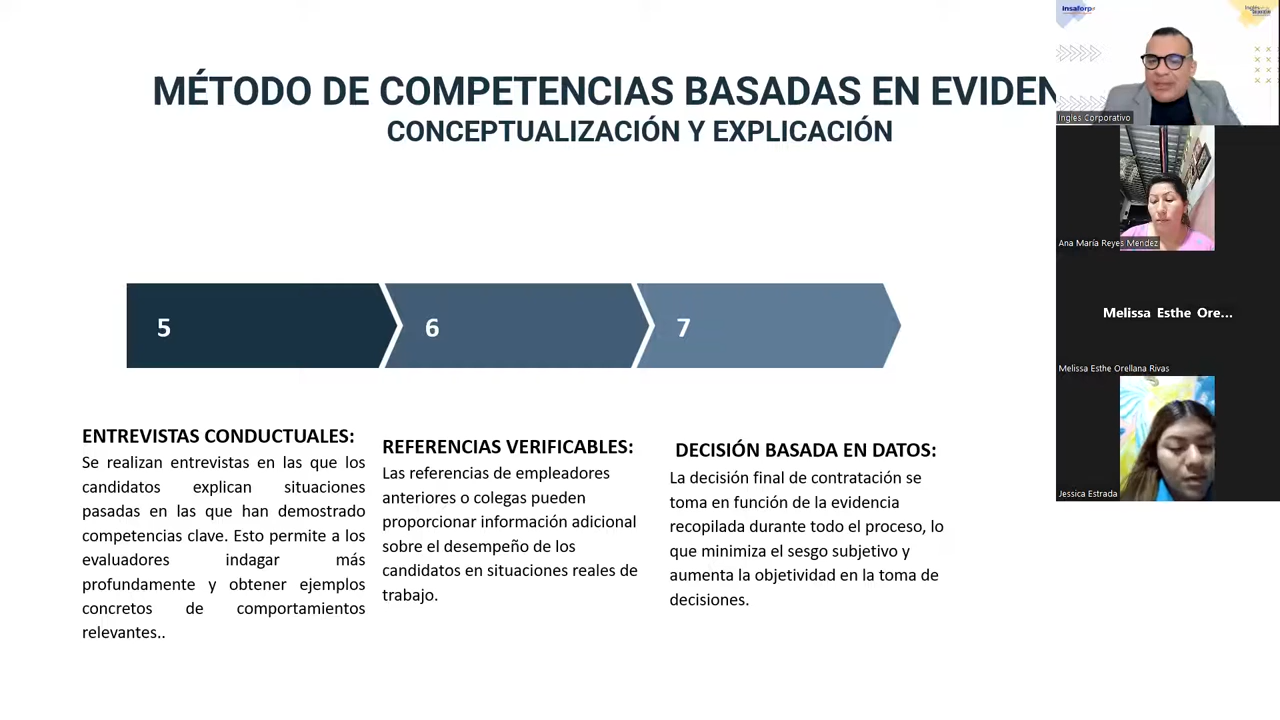 MÉTODO DE COMPETENCIAS BASADAS EN EVIDEN
CONCEPTUALIZACIÓN Y EXPLICACIÓN
5
6
7
ENTREVISTAS CONDUCTUALES:
Se realizan entrevistas en las que los
candidatos explican situaciones
pasadas en las que han demostrado
competencias clave. Esto permite a los
evaluadores indagar más
profundamente y obtener ejemplos
concretos de comportamientos
relevantes..
REFERENCIAS VERIFICABLES:
Las referencias de empleadores
anteriores o colegas pueden
proporcionar información adicional
sobre el desempeño de los
candidatos en situaciones reales de
trabajo.
DECISIÓN BASADA EN DATOS:
La decisión final de contratación se
toma en función de la evidencia
recopilada durante todo el proceso, lo
que minimiza el sesgo subjetivo y
aumenta la objetividad en la toma de
decisiones.
insaforp
Ingles Corporativo
Ana María Reyes Mendez
Melissa Esthe Ore...
Melissa Esthe Orellana Rivas
Jessica Estrada